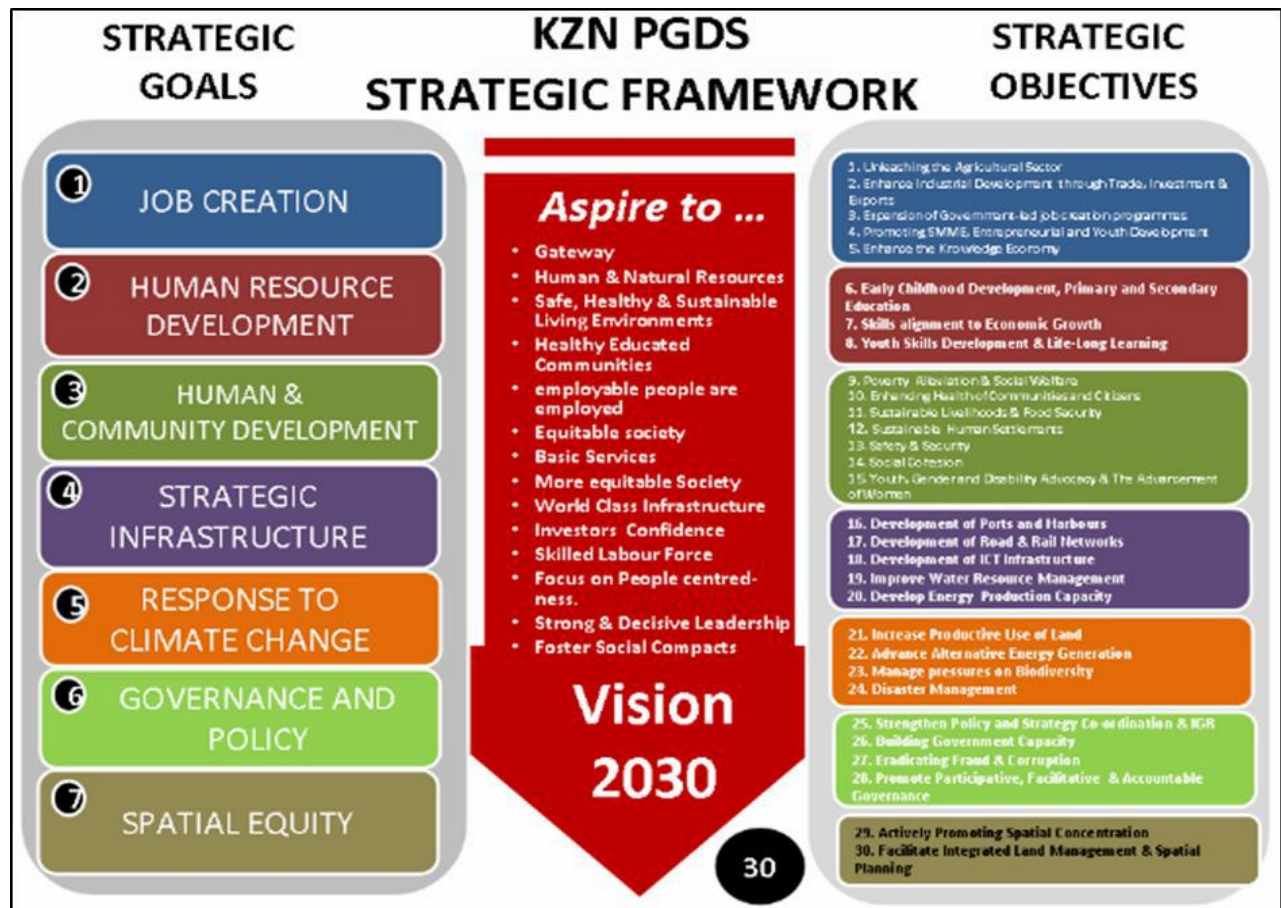 STRATEGIC
GOALS
KZN PGDS
STRATEGIC FRAMEWORK
STRATEGIC
OBJECTIVES
1
JOB CREATION
2
HUMAN RESOURCE
DEVELOPMENT
3
HUMAN &
COMMUNITY DEVELOPMENT
4
STRATEGIC
INFRASTRUCTURE
5
RESPONSE TO
CLIMATE CHANGE
6
GOVERNANCE AND
POLICY
7
SPATIAL EQUITY
Aspire to ...
• Gateway
• Human & Natural Resources
• Safe, Healthy & Sustainable
Living Environments
• Healthy Educated
Communities
• employable people are
employed
• Equitable society
• Basic Services
• More equitable Society
• World Class Infrastructure
• Investors Confidence
• Skilled Labour Force
• Focus on People centred-
ness.
• Strong & Decisive Leadership
• Foster Social Compacts
Vision
2030
30
1. Unleashing the Agricultural Sector
2. Enhance Industrial Development through Trade, Investment &
Exports
3. Expansion of Government-led job creation programmes
4. Promoting SMME, Entrepreneurial and Youth Development
5. Enhance the Knowledge Economy
6. Early Childhood Development, Primary and Secondary
Education
7. Skills alignment to Economic Growth
8. Youth Skills Development & Life-Long Learning
9. Poverty Alleviation & Social Welfare
10. Enhancing Health of Communities and Citizens
11. Sustainable Livelihoods & Food Security
12. Sustainable Human Settlements
13. Safety & Security
14. Social Cohesion
15. Youth, Gender and Disability Advocacy & The Advancement
of Women
16. Development of Ports and Harbours
17. Development of Road & Rail Networks
18. Development of ICT Infrastructure
19. Improve Water Resource Management
20. Develop Energy Production Capacity
21. Increase Productive Use of Land
22. Advance Alternative Energy Generation
23. Manage pressures on Biodiversity
24. Disaster Management
25. Strengthen Policy and Strategy Co-ordination & IGR
26. Building Government Capacity
27. Eradicating Fraud & Corruption
28. Promote Participative, Facilitative & Accountable
Governance
29. Actively Promoting Spatial Concentration
30. Facilitate Integrated Land Management & Spatial
Planning